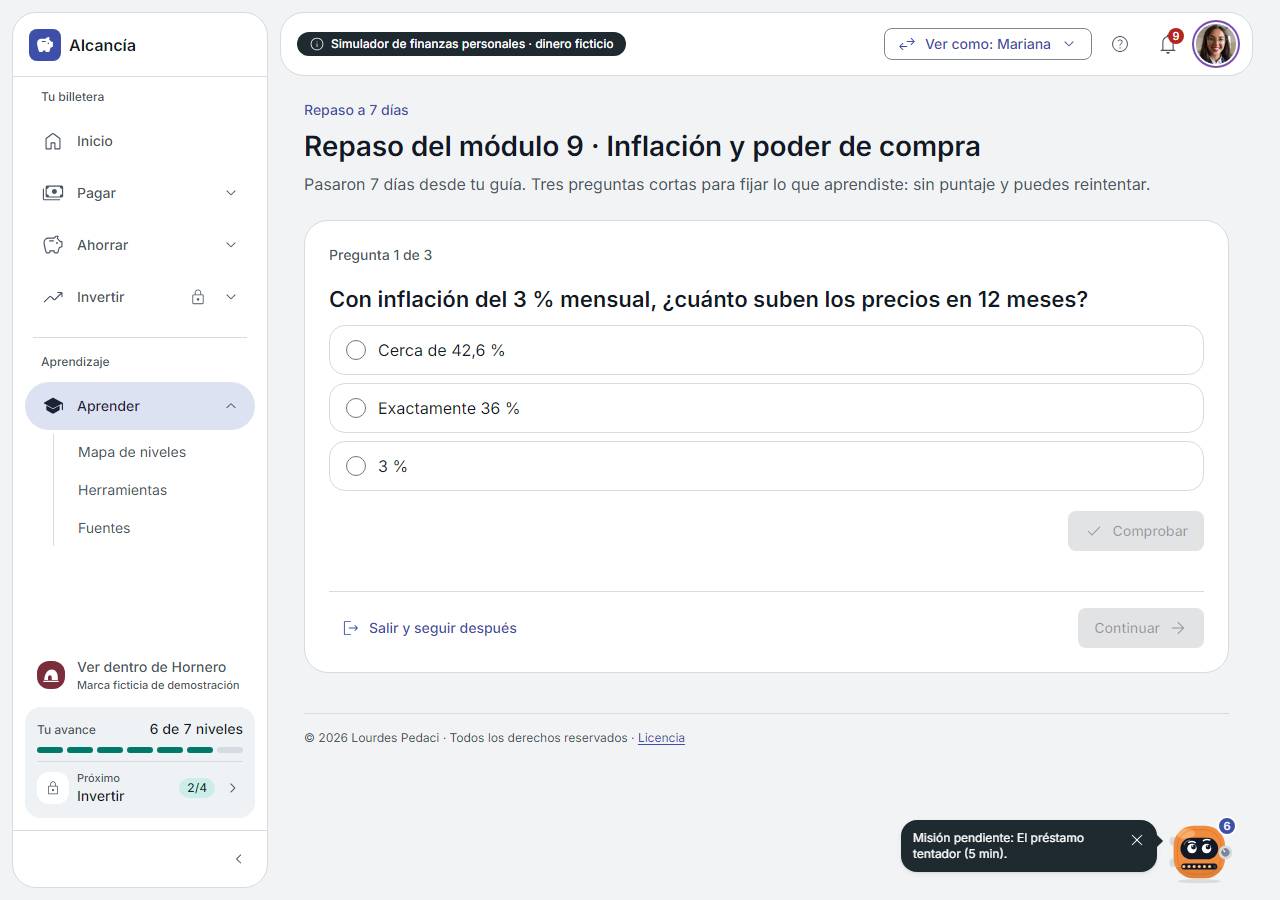 Alcancía
Tu billetera
Inicio
Pagar
Ahorrar
Invertir
Aprendizaje
Aprender
Mapa de niveles
Herramientas
Fuentes
Ver dentro de Hornero
Marca ficticia de demostración
Tu avance 6 de 7 niveles
Próximo
Invertir 2/4
Simulador de finanzas personales · dinero ficticio
Ver como: Mariana
9
Repaso a 7 días
Repaso del módulo 9 · Inflación y poder de compra
Pasaron 7 días desde tu guía. Tres preguntas cortas para fijar lo que aprendiste: sin puntaje y puedes reintentar.
Pregunta 1 de 3
Con inflación del 3 % mensual, ¿cuánto suben los precios en 12 meses?
Cerca de 42,6 %
Exactamente 36 %
3 %
Comprobar
Salir y seguir después
Continuar
© 2026 Lourdes Pedaci · Todos los derechos reservados · Licencia
Misión pendiente: El préstamo
tentador (5 min).
6